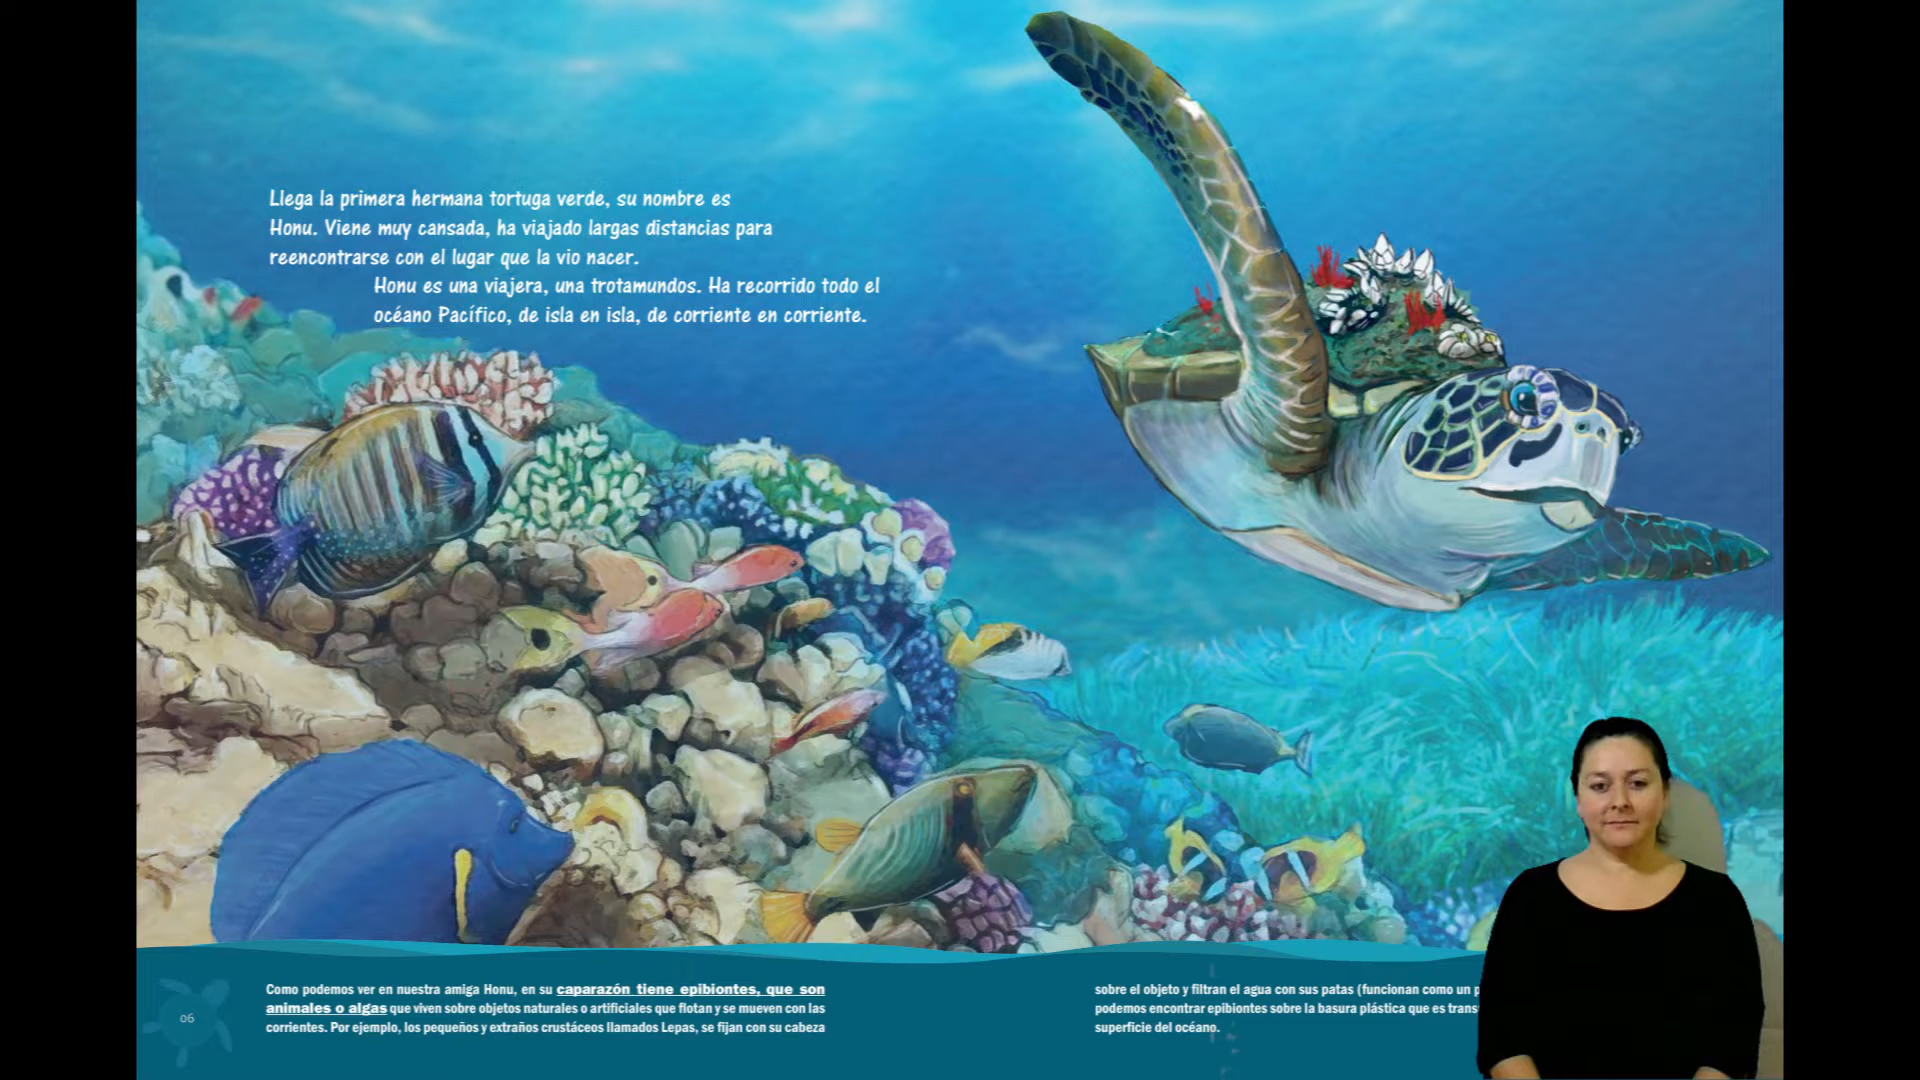 Llega la primera hermana tortuga verde, su nombre es
Honu. Viene muy cansada, ha viajado largas distancias para
reencontrarse con el lugar que la vio nacer.
Honu es una viajera, una trotamundos. Ha recorrido todo el
océano Pacífico, de isla en isla, de corriente en corriente.
Como podemos ver en nuestra amiga Honu, en su caparazón tiene epibiontes, que son
animales o algas que viven sobre objetos naturales o artificiales que flotan y se mueven con las
corrientes. Por ejemplo, los pequeños y extraños crustáceos llamados Lepas, se fijan con su cabeza
sobre el objeto y filtran el agua con sus patas (funcionan como un
podemos encontrar epibiontes sobre la basura plástica que es
superficie del océano.
06